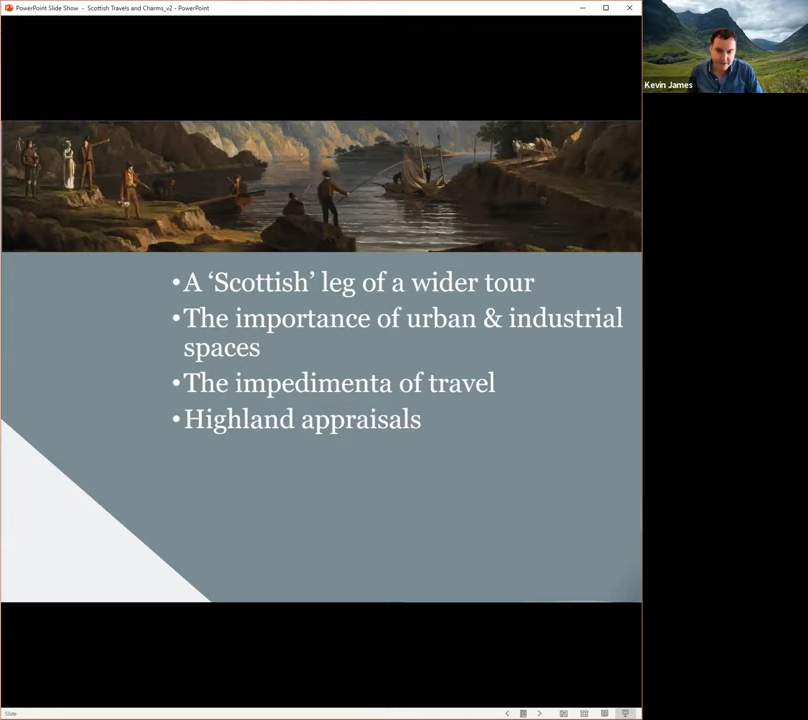 PowerPoint Slide Show - Scottish Travels and Charms_v2 - PowerPoint
Kevin James
•A ‘Scottish’ leg of a wider tour
•The importance of urban & industrial
spaces
•The impedimenta of travel
•Highland appraisals
Slide